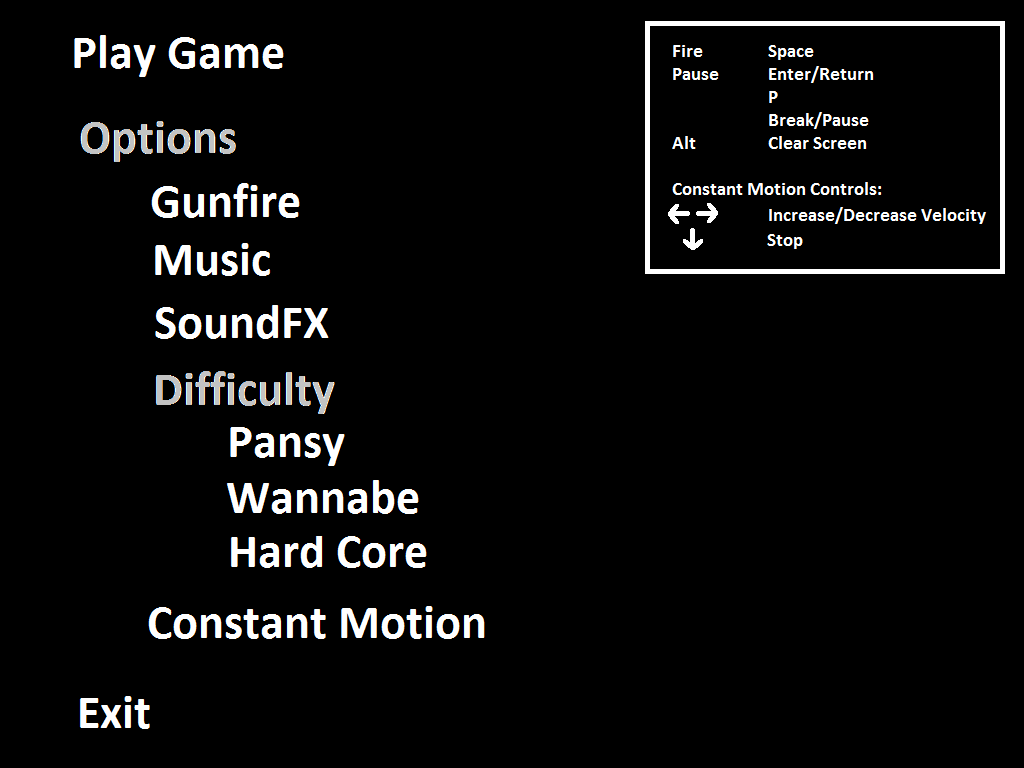 Play Game
Options
Gunfire
Music
SoundFX
Difficulty
Pansy
Wannabe
Hard Core
Constant Motion
Exit
Fire Space
Pause Enter/Return
P
Break/Pause
Alt Clear Screen
Constant Motion Controls:
Increase/Decrease Velocity
Stop